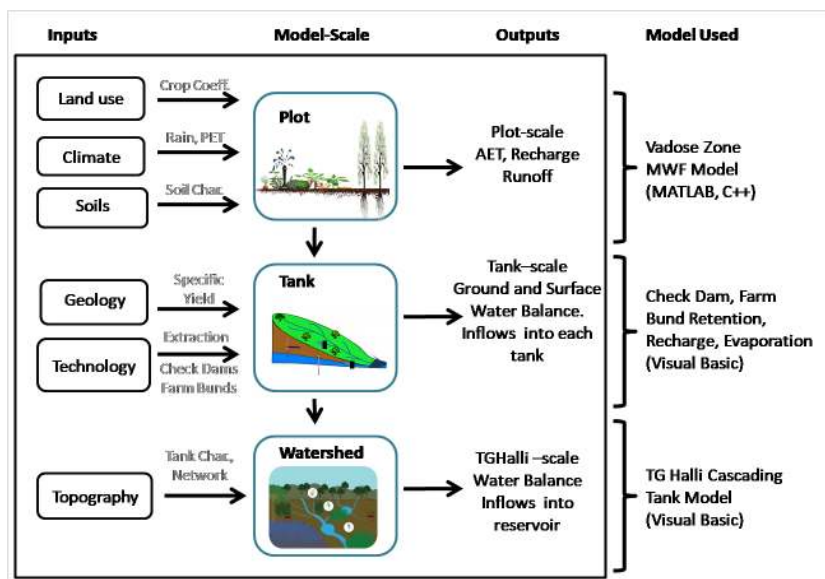 Inputs
Model-Scale
Outputs
Model Used
Land use
Crop Coeff.
Climate
Rain, PET
Soils
Soil Char.
Plot
Plot-scale
AET, Recharge
Runoff
Vadose Zone
MWF Model
(MATLAB, C++)
Geology
Specific
Yield
Technology
Extraction
Check Dams
Farm Bunds
Tank
Tank–scale
Ground and Surface
Water Balance.
Inflows into each
tank
Check Dam, Farm
Bund Retention,
Recharge, Evaporation
(Visual Basic)
Topography
Tank Char.,
Network
Watershed
TGHalli –scale
Water Balance
Inflows into
reservoir
TG Halli Cascading
Tank Model
(Visual Basic)